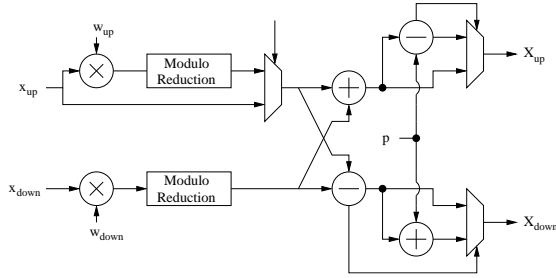 w_up
Modulo
Reduction
x_up
X_up
p
x_down
Modulo
Reduction
w_down
X_down